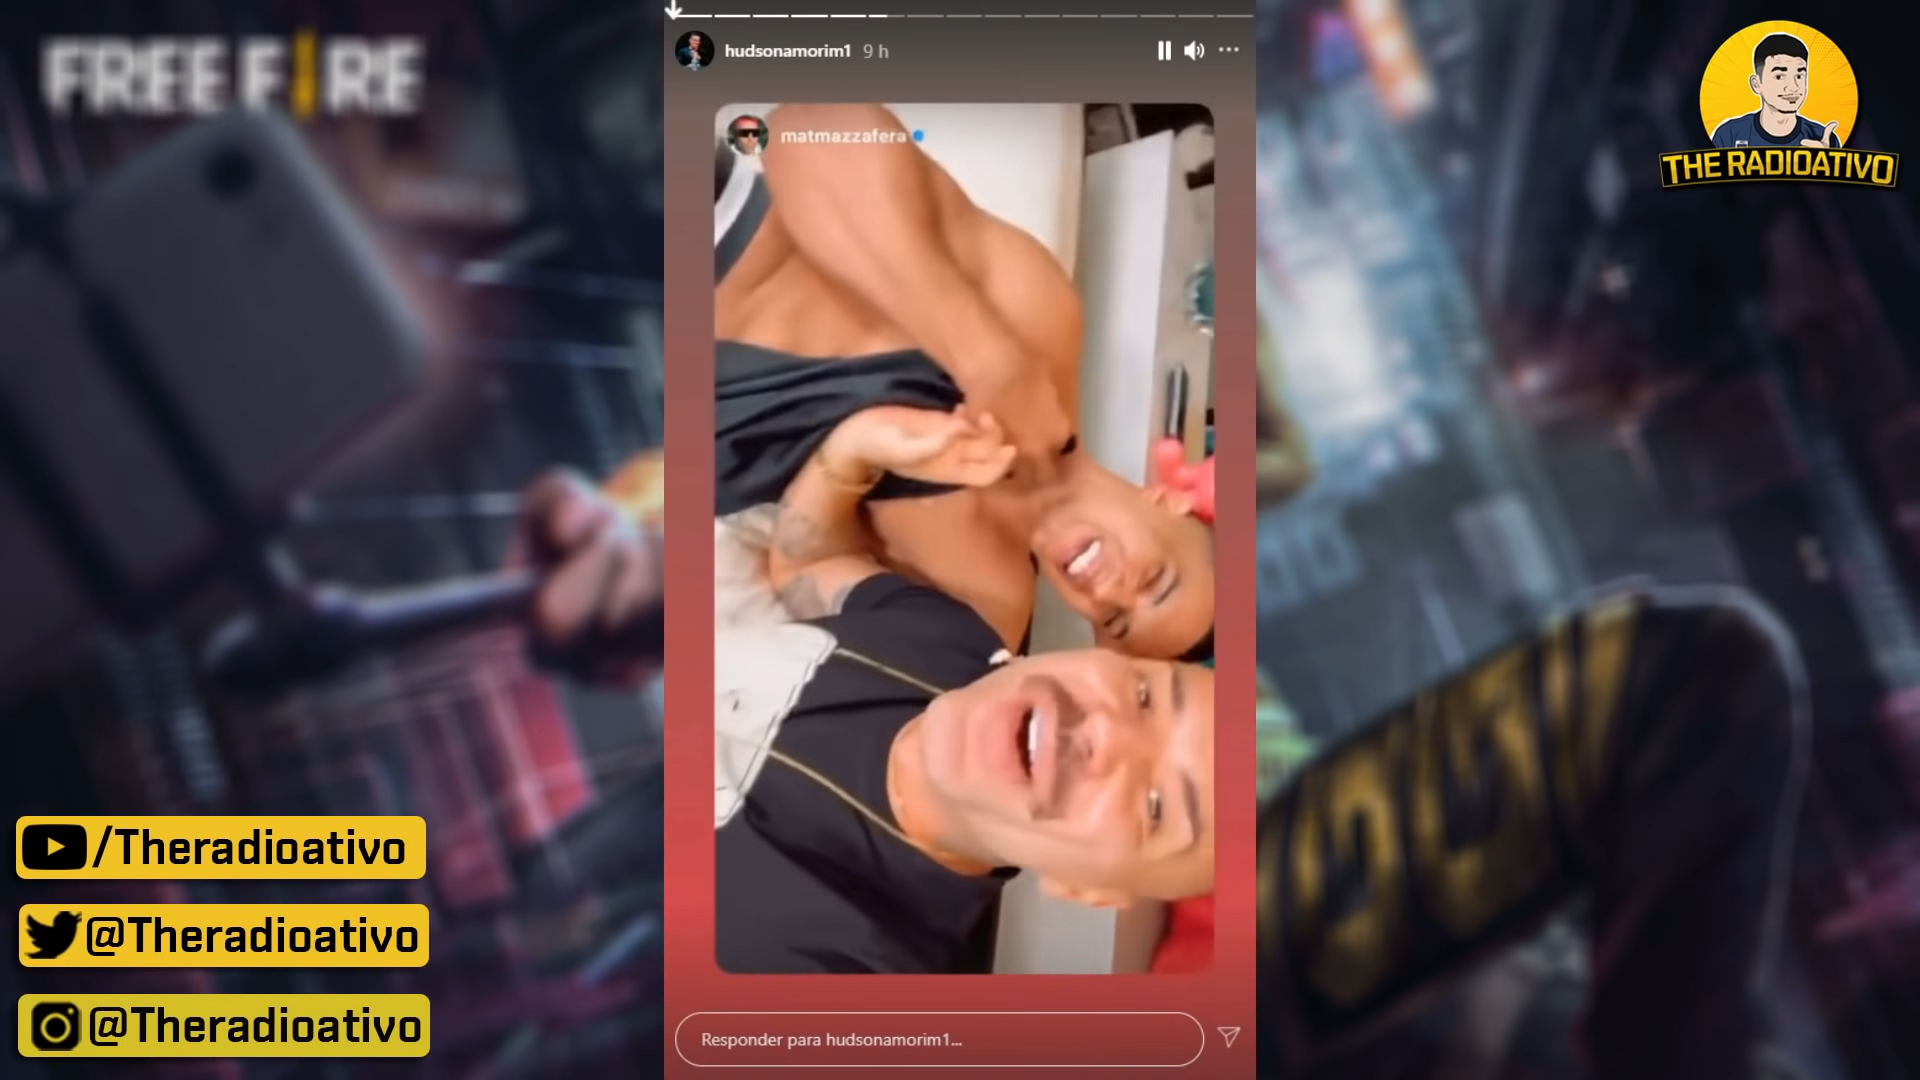 FREE FIRE
hudsonamorim1 9 h
matmazzafera
THE RADIOATIVO
/Theradioativo
@Theradioativo
@Theradioativo
Responder para hudsonamorim1...